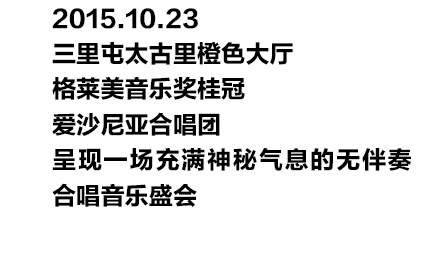 2015.10.23
三里屯太古里橙色大厅
格莱美音乐奖桂冠
爱沙尼亚合唱团
呈现一场充满神秘气息的无伴奏
合唱音乐盛会